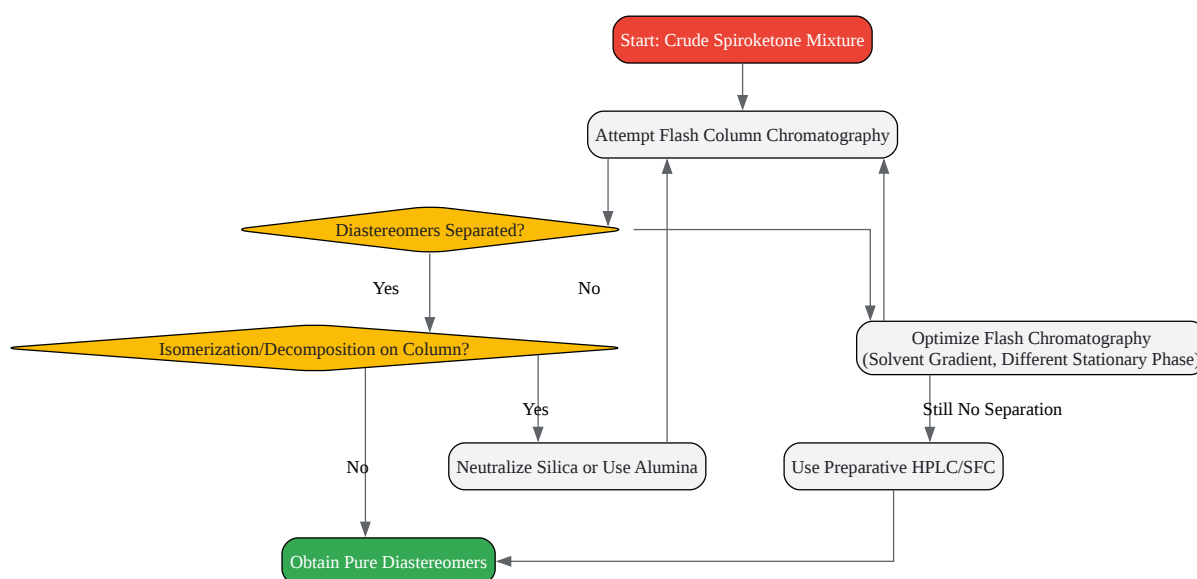 Start: Crude Spiroketone Mixture
Attempt Flash Column Chromatography
Diastereomers Separated?
Yes
No
Isomerization/Decomposition on Column?
Optimize Flash Chromatography
(Solvent Gradient, Different Stationary Phase)
Yes
Still No Separation
No
Neutralize Silica or Use Alumina
Use Preparative HPLC/SFC
Obtain Pure Diastereomers